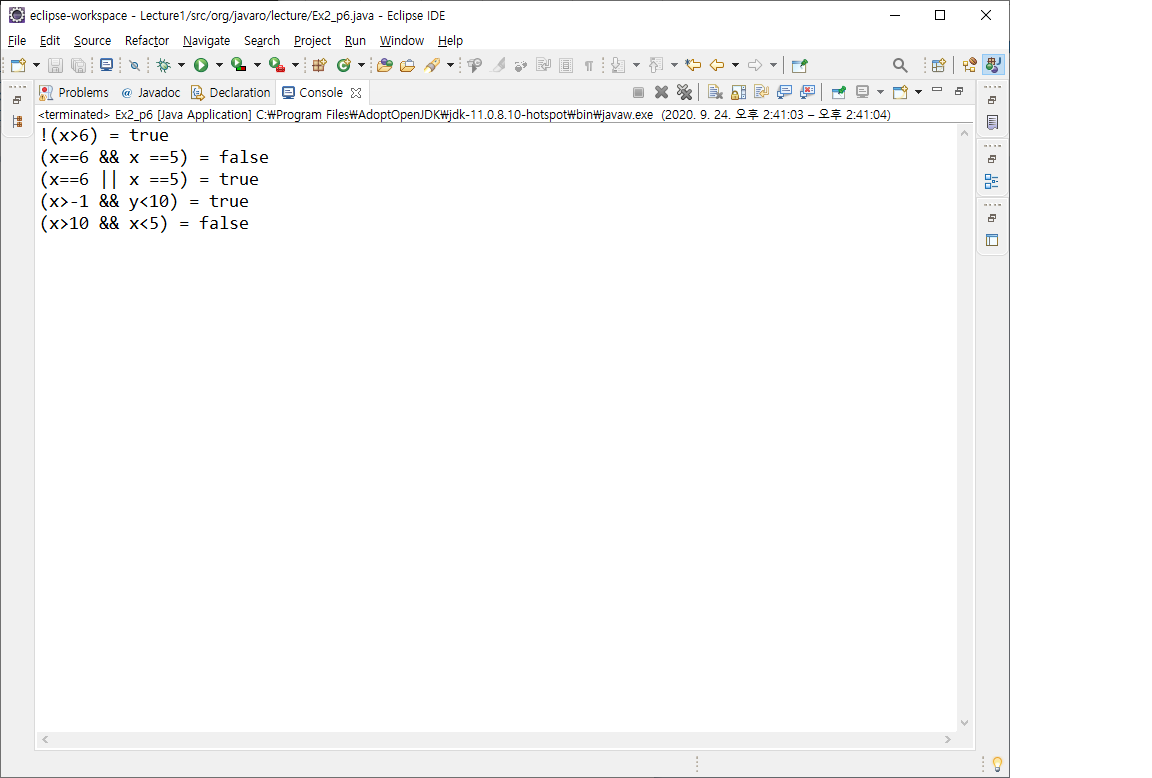 eclipse-workspace - Lecture1/src/org/javaro/lecture/Ex2_p6.java - Eclipse IDE
File Edit Source Refactor Navigate Search Project Run Window Help
Problems @ Javadoc Declaration Console
<terminated> Ex2_p6 [Java Application] C:₩Program Files₩AdoptOpenJDK₩jdk-11.0.8.10-hotspot₩bin₩javaw.exe (2020. 9. 24. 오후 2:41:03 – 오후 2:41:04)
!(x>6) = true
(x==6 && x ==5) = false
(x==6 || x ==5) = true
(x>-1 && y<10) = true
(x>10 && x<5) = false